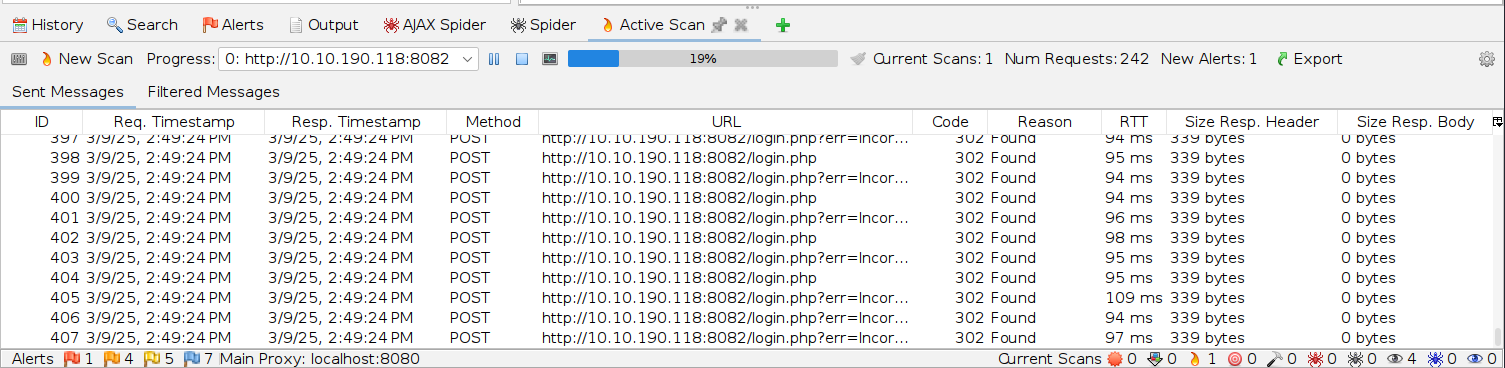 History Search Alerts Output AJAX Spider Spider Active Scan
New Scan Progress: 0: http://10.10.190.118:8082 19% Current Scans: 1 Num Requests: 242 New Alerts: 1 Export
Sent Messages Filtered Messages
ID Req. Timestamp Resp. Timestamp Method URL Code Reason RTT Size Resp. Header Size Resp. Body
397 3/9/25, 2:49:24 PM 3/9/25, 2:49:24 PM POST http://10.10.190.118:8082/login.php?err=Incor... 302 Found 94 ms 339 bytes 0 bytes
398 3/9/25, 2:49:24 PM 3/9/25, 2:49:24 PM POST http://10.10.190.118:8082/login.php 302 Found 95 ms 339 bytes 0 bytes
399 3/9/25, 2:49:24 PM 3/9/25, 2:49:24 PM POST http://10.10.190.118:8082/login.php?err=Incor... 302 Found 94 ms 339 bytes 0 bytes
400 3/9/25, 2:49:24 PM 3/9/25, 2:49:24 PM POST http://10.10.190.118:8082/login.php 302 Found 94 ms 339 bytes 0 bytes
401 3/9/25, 2:49:24 PM 3/9/25, 2:49:24 PM POST http://10.10.190.118:8082/login.php?err=Incor... 302 Found 96 ms 339 bytes 0 bytes
402 3/9/25, 2:49:24 PM 3/9/25, 2:49:24 PM POST http://10.10.190.118:8082/login.php 302 Found 98 ms 339 bytes 0 bytes
403 3/9/25, 2:49:24 PM 3/9/25, 2:49:24 PM POST http://10.10.190.118:8082/login.php?err=Incor... 302 Found 95 ms 339 bytes 0 bytes
404 3/9/25, 2:49:24 PM 3/9/25, 2:49:24 PM POST http://10.10.190.118:8082/login.php 302 Found 95 ms 339 bytes 0 bytes
405 3/9/25, 2:49:24 PM 3/9/25, 2:49:24 PM POST http://10.10.190.118:8082/login.php?err=Incor... 302 Found 109 ms 339 bytes 0 bytes
406 3/9/25, 2:49:24 PM 3/9/25, 2:49:24 PM POST http://10.10.190.118:8082/login.php?err=Incor... 302 Found 94 ms 339 bytes 0 bytes
407 3/9/25, 2:49:24 PM 3/9/25, 2:49:24 PM POST http://10.10.190.118:8082/login.php?err=Incor... 302 Found 97 ms 339 bytes 0 bytes
Alerts 1 4 5 7 Main Proxy: localhost:8080 Current Scans 0 0 1 0 0 0 0 4 0 0